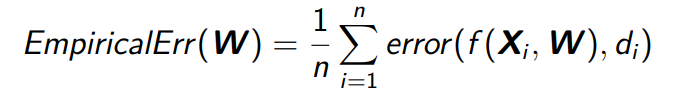 EmpiricalErr(W) = 1/n ∑_{i=1}^{n} error(f(X_i, W), d_i)